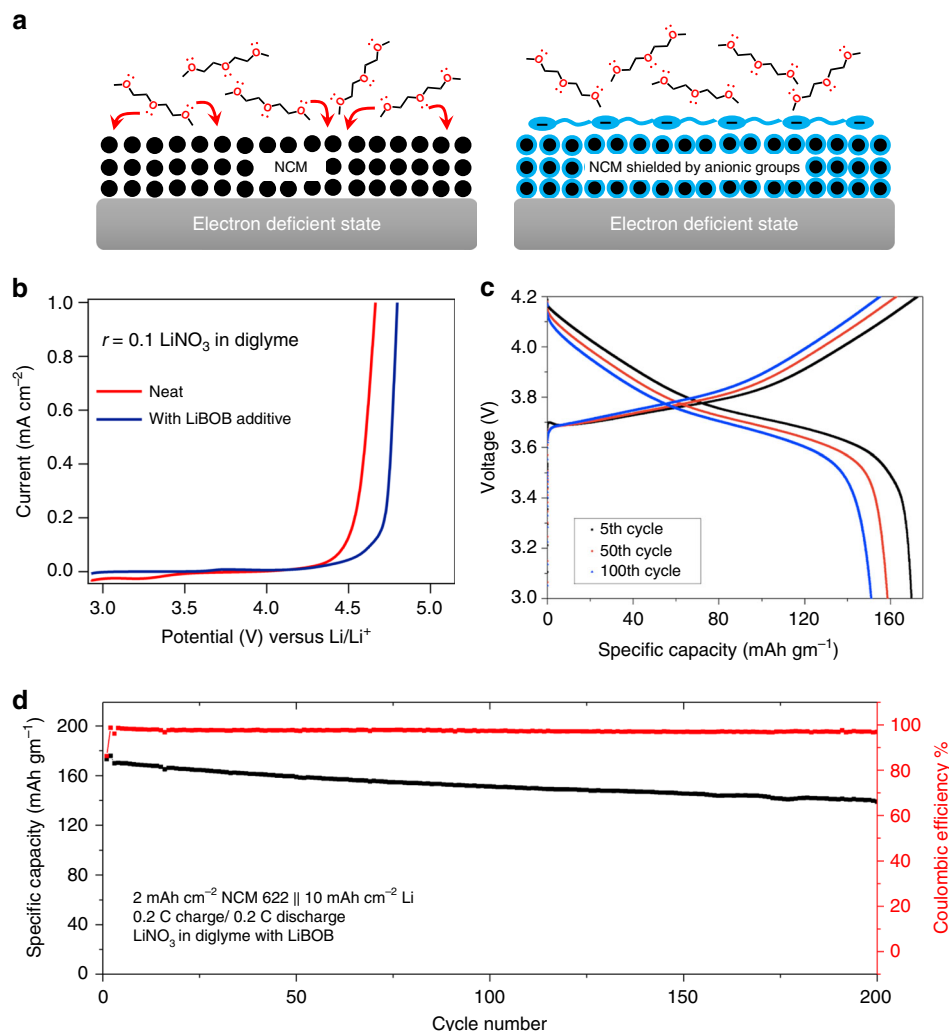 a
NCM
Electron deficient state
NCM shielded by anionic groups
Electron deficient state
b
1.0
0.8
0.6
0.4
0.2
0.0
Current (mA cm⁻²)
r = 0.1 LiNO₃ in diglyme
Neat
With LiBOB additive
3.0 3.5 4.0 4.5 5.0
Potential (V) versus Li/Li⁺
c
4.2
4.0
3.8
3.6
3.4
3.2
3.0
Voltage (V)
5th cycle
50th cycle
100th cycle
0 40 80 120 160
Specific capacity (mAh gm⁻¹)
d
200
160
120
80
40
0
Specific capacity (mAh gm⁻¹)
2 mAh cm⁻² NCM 622 || 10 mAh cm⁻² Li
0.2 C charge/ 0.2 C discharge
LiNO₃ in diglyme with LiBOB
100
80
60
40
20
0
Coulombic efficiency %
0 50 100 150 200
Cycle number